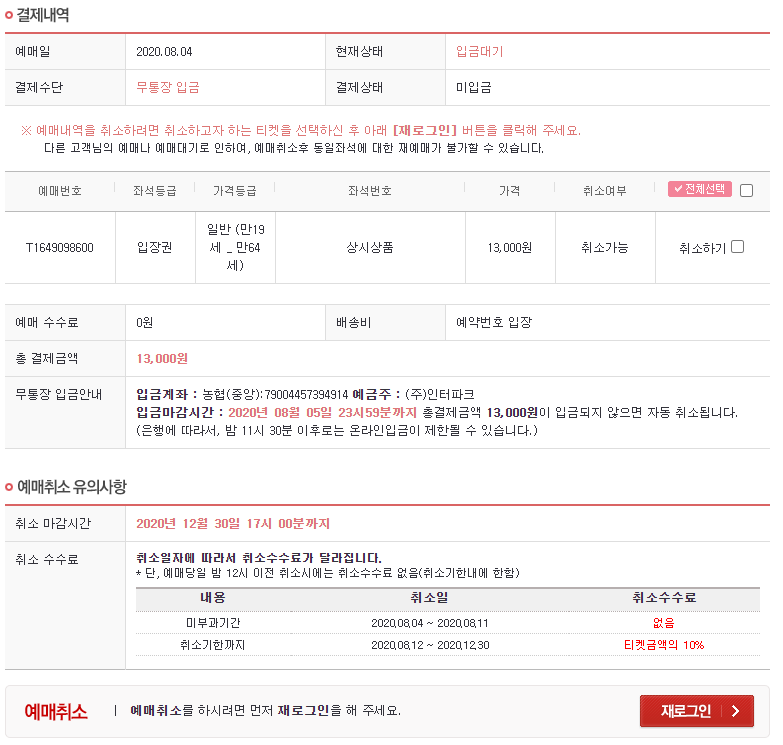 결제내역
예매일 2020.08.04 현재상태 입금대기
결제수단 무통장 입금 결제상태 미입금
※ 예매내역을 취소하려면 취소하고자 하는 티켓을 선택하신 후 아래 [재로그인] 버튼을 클릭해 주세요.
다른 고객님의 예매나 예매대기로 인하여, 예매취소후 동일좌석에 대한 재예매가 불가할 수 있습니다.
예매번호 좌석등급 가격등급 좌석번호 가격 취소여부 전체선택
T1649098600 입장권 일반 (만19세 _ 만64세) 상시상품 13,000원 취소가능 취소하기
예매 수수료 0원 배송비 예약번호 입장
총 결제금액 13,000원
무통장 입금안내 입금계좌 : 농협(중앙):79004457394914 예금주 : (주)인터파크
입금마감시간 : 2020년 08월 05일 23시59분까지 총결제금액 13,000원이 입금되지 않으면 자동 취소됩니다.
(은행에 따라서, 밤 11시 30분 이후로는 온라인입금이 제한될 수 있습니다.)
예매취소 유의사항
취소 마감시간 2020년 12월 30일 17시 00분까지
취소 수수료 취소일자에 따라서 취소수수료가 달라집니다.
* 단, 예매당일 밤 12시 이전 취소시에는 취소수수료 없음(취소기한내에 한함)
내용 취소일 취소수수료
미부과기간 2020.08.04 ~ 2020.08.11 없음
취소기한까지 2020.08.12 ~ 2020.12.30 티켓금액의 10%
예매취소 | 예매취소를 하시려면 먼저 재로그인을 해 주세요. 재로그인